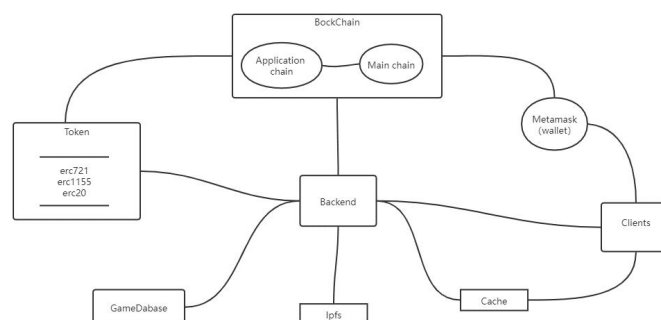 BockChain
Application
chain
Main chain
Metamask
(wallet)
Token
erc721
erc1155
erc20
Backend
Clients
GameDabase
Ipfs
Cache